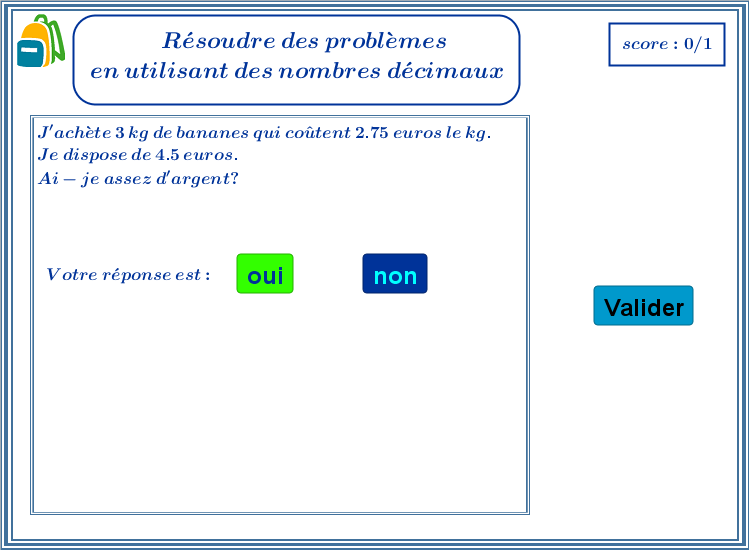 Résoudre des problèmes
en utilisant des nombres décimaux
score : 0/1
J'achète 3 kg de bananes qui coûtent 2.75 euros le kg.
Je dispose de 4.5 euros.
Ai – je assez d'argent?
Votre réponse est :
oui
non
Valider